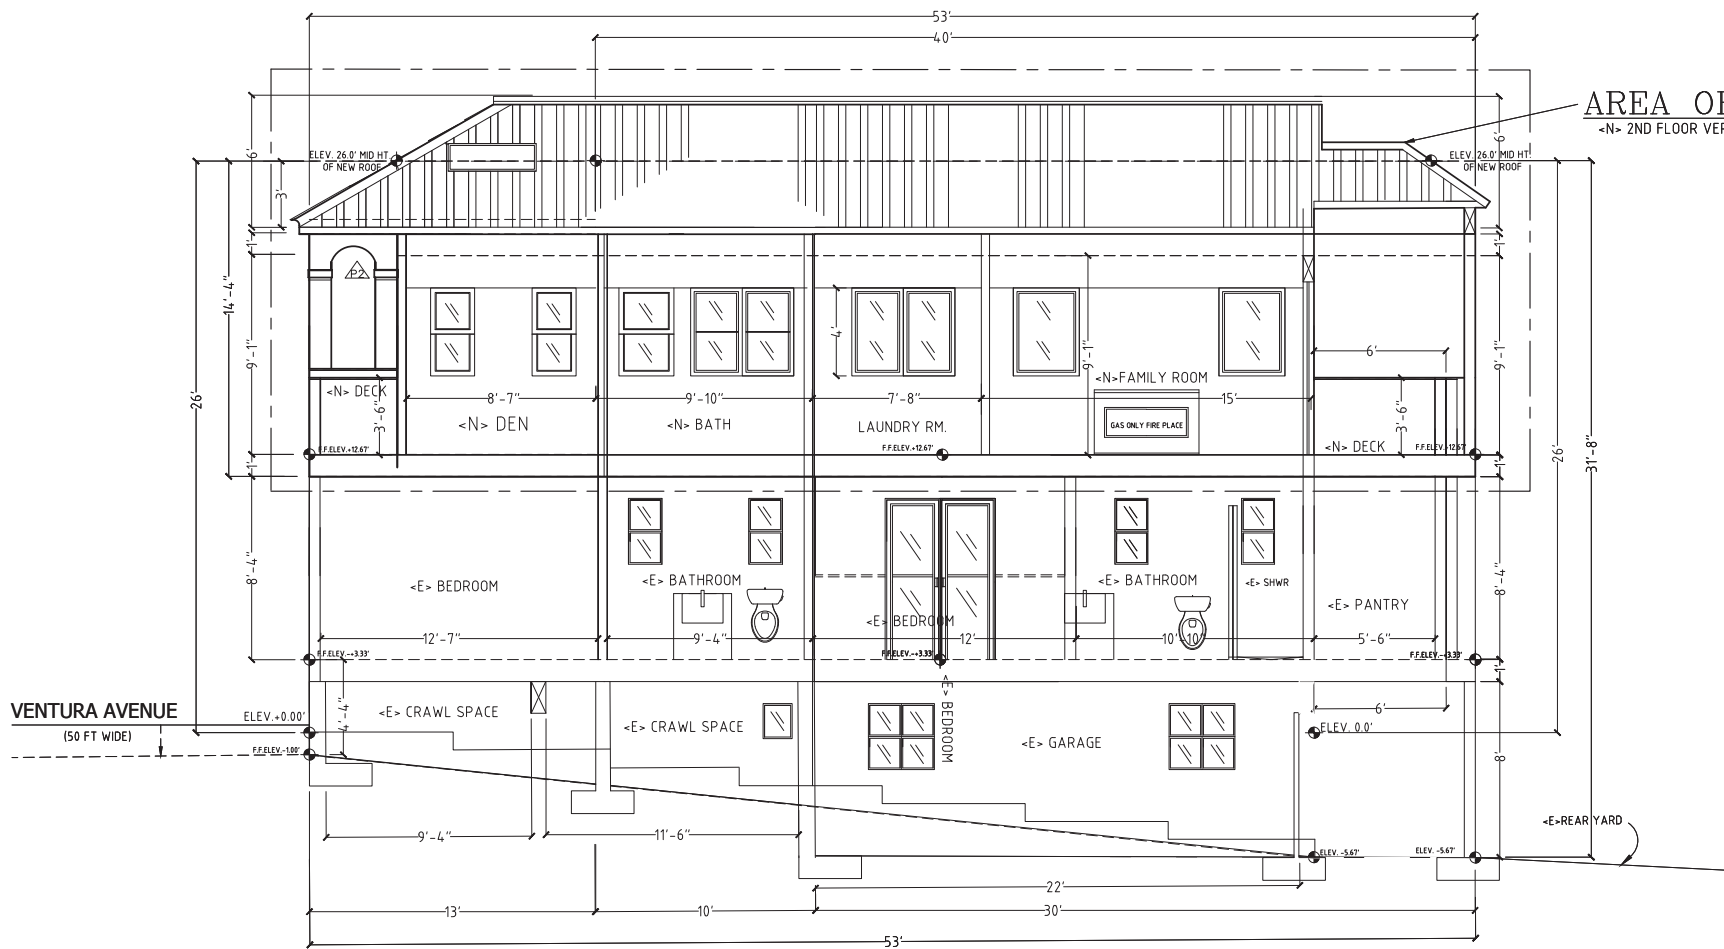 53'
40'
AREA OF
<N> 2ND FLOOR VER
ELEV. 26.0' MID HT.
OF NEW ROOF
ELEV. 26.0' MID HT.
OF NEW ROOF
6'
3'
6'
1'
P2
1'
14'-4"
26'
9'-1"
4'
9'-1"
6'
9'-1"
<N> DECK
<N>FAMILY ROOM
8'-7"
9'-10"
7'-8"
15'
3'-6"
3'-6"
<N> DEN
<N> BATH
LAUNDRY RM.
GAS ONLY FIRE PLACE
<N> DECK
F.F.ELEV.+12.67'
F.F.ELEV.+12.67'
F.F.ELEV.+12.67'
26'
31'-8"
1'
1'
8'-4"
<E> BEDROOM
<E> BATHROOM
<E> BEDROOM
<E> BATHROOM
<E> SHWR
<E> PANTRY
8'-4"
12'-7"
9'-4"
12'
10'-10"
5'-6"
F.F.ELEV.-+3.33'
F.F.ELEV.-+3.33'
F.F.ELEV.-+3.33'
1'
VENTURA AVENUE
(50 FT WIDE)
ELEV.+0.00'
F.F.ELEV.-1.00'
4'-4"
<E> CRAWL SPACE
<E> CRAWL SPACE
<E> BEDROOM
<E> GARAGE
6'
ELEV. 0.0'
8'
9'-4"
11'-6"
<E>REAR YARD
ELEV. -5.67'
ELEV. -5.67'
22'
13'
10'
30'
53'